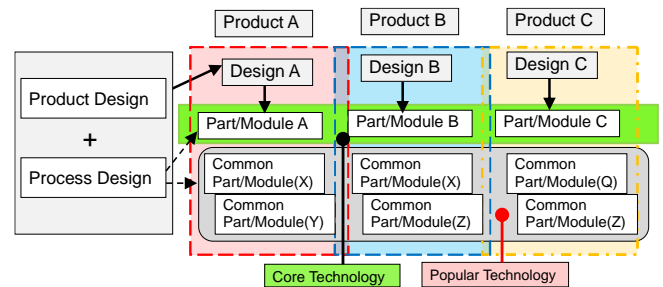 Product A
Product B
Product C
Design A
Design B
Design C
Product Design
+
Process Design
Part/Module A
Part/Module B
Part/Module C
Common
Part/Module(X)
Common
Part/Module(Y)
Common
Part/Module(X)
Common
Part/Module(Z)
Common
Part/Module(Q)
Common
Part/Module(Z)
Core Technology
Popular Technology